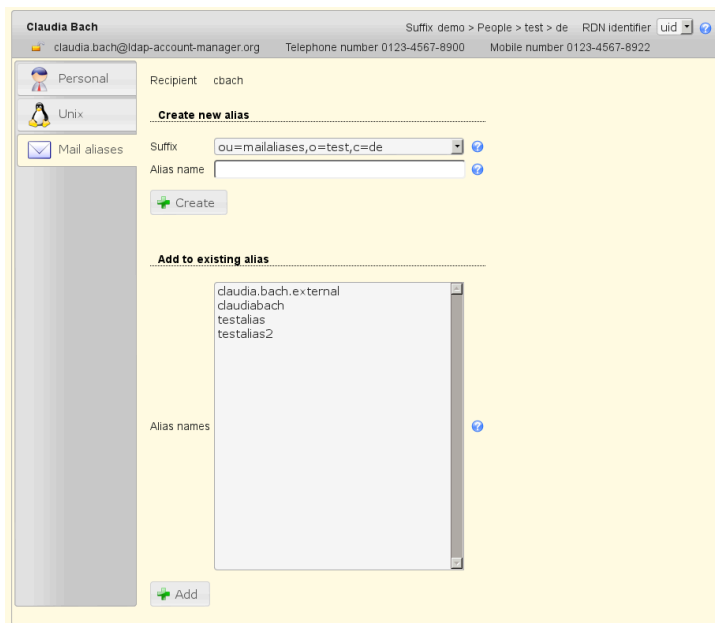 Claudia Bach
Suffix demo > People > test > de RDN identifier uid
claudia.bach@ldap-account-manager.org Telephone number 0123-4567-8900 Mobile number 0123-4567-8922
Personal
Unix
Mail aliases
Recipient cbach
Create new alias
Suffix ou=mailaliases,o=test,c=de
Alias name
Create
Add to existing alias
claudia.bach.external
claudiabach
testalias
testalias2
Alias names
Add